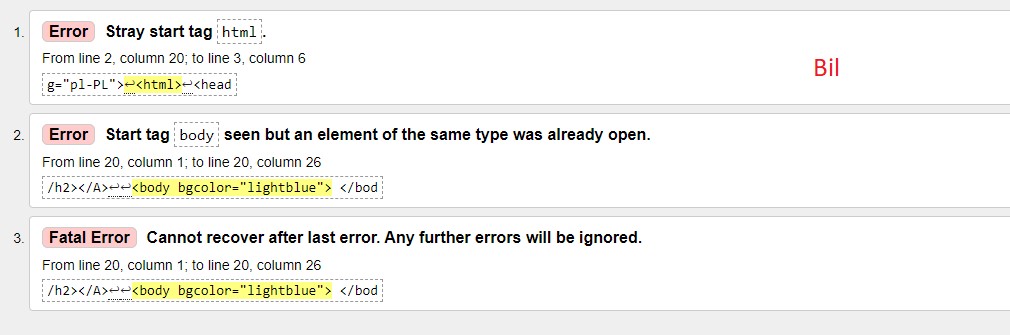 1. Error Stray start tag html.
From line 2, column 20; to line 3, column 6
g="pl-PL">↩<html>↩<head
Bil
2. Error Start tag body seen but an element of the same type was already open.
From line 20, column 1; to line 20, column 26
/h2></A>↩↩<body bgcolor="lightblue"> </bod
3. Fatal Error Cannot recover after last error. Any further errors will be ignored.
From line 20, column 1; to line 20, column 26
/h2></A>↩↩<body bgcolor="lightblue"> </bod